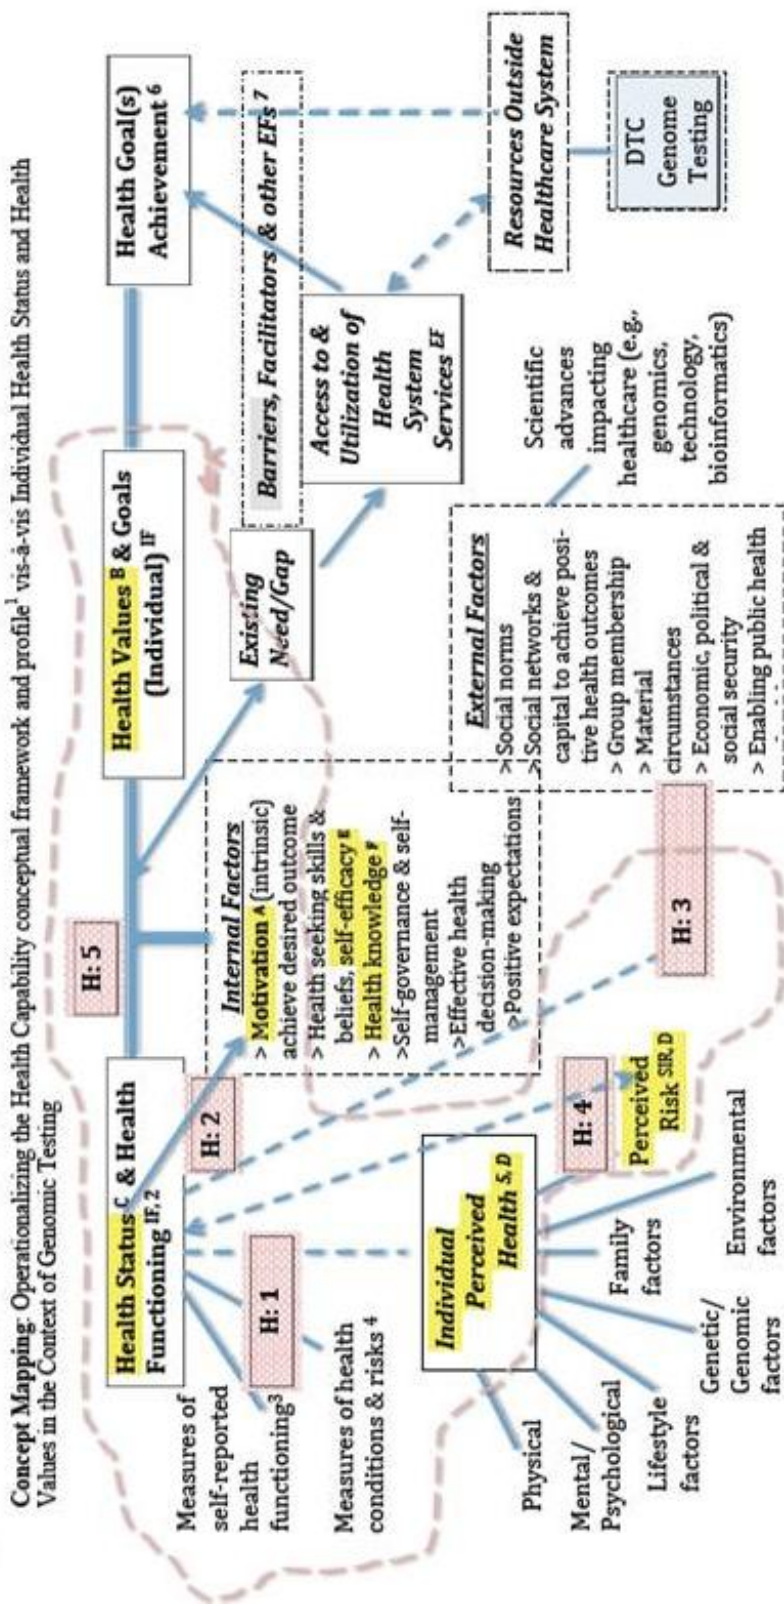 Concept Mapping: Operationalizing the Health Capability conceptual framework and profile¹ vis-à-vis Individual Health Status and Health
Values in the Context of Genomic Testing
H: 5
Health Status C & Health
Functioning IF, 2
Health Values B & Goals
(Individual) IF
Health Goal(s)
Achievement 6
H: 2
H: 1
Measures of
self-reported
health
functioning³
Measures of health
conditions & risks 4
Internal Factors
> Motivation A (intrinsic)
achieve desired outcome
> Health seeking skills &
beliefs, self-efficacy E
> Health knowledge F
>Self-governance & self-
management
>Effective health
decision-making
>Positive expectations
Existing
Need/Gap
Barriers, Facilitators & other EFs 7
Access to &
Utilization of
Health
System
Services EF
Individual
Perceived
Health S, D
H: 4
Perceived
Risk SIR, D
H: 3
External Factors
> Social norms
> Social networks &
capital to achieve posi-
tive health outcomes
> Group membership
> Material
circumstances
> Economic, political &
social security
> Enabling public health
Scientific
advances
impacting
healthcare (e.g.,
genomics,
technology,
bioinformatics)
Resources Outside
Healthcare System
DTC
Genome
Testing
Physical
Mental/
Psychological
Lifestyle
factors
Genetic/
Genomic
factors
Family
factors
Environmental
factors